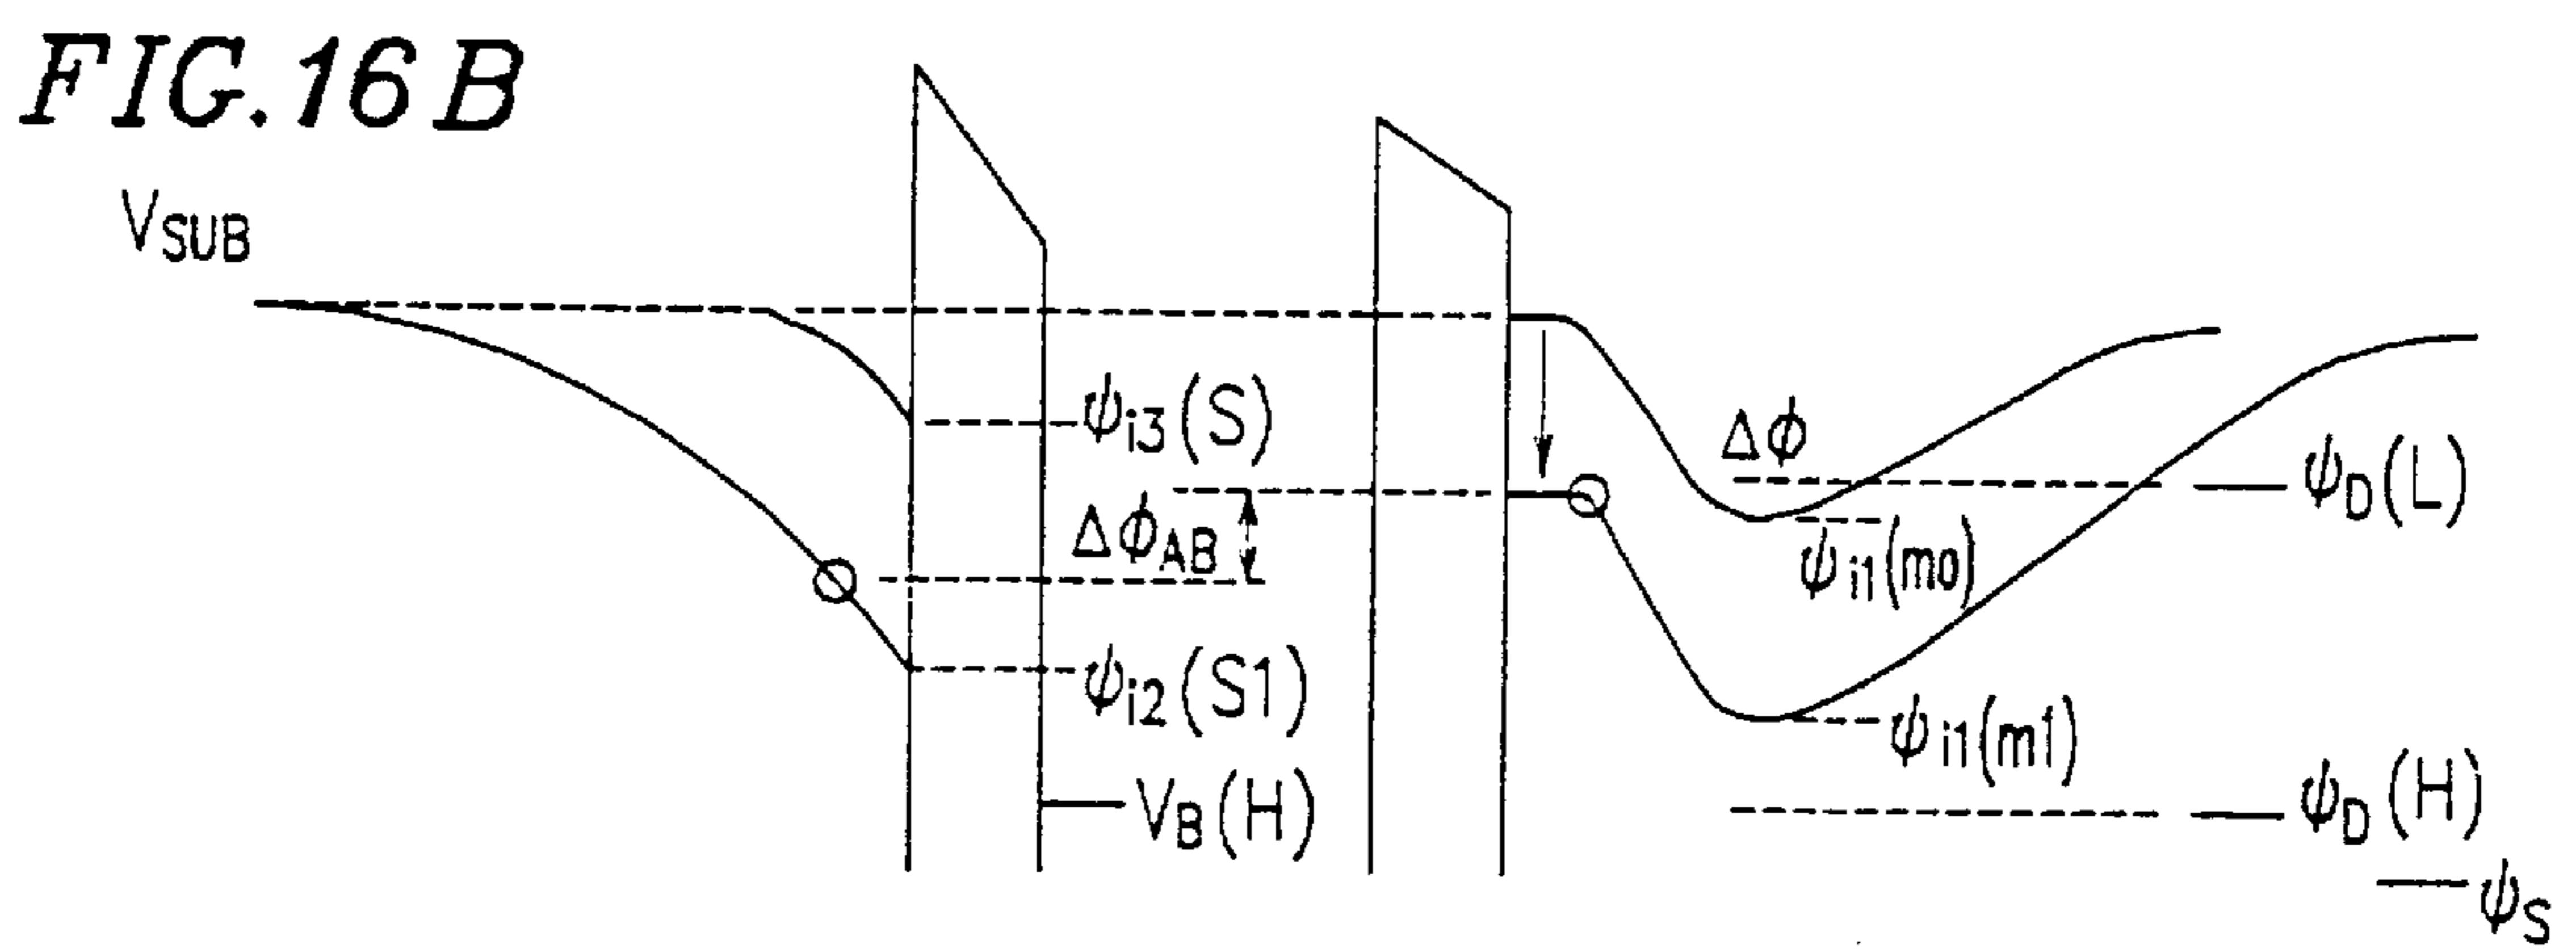 FIG.16B
VSUB
ψi3(S)
Δϕ
ψD(L)
ΔϕAB
ψi1(m0)
ψi2(S1)
ψi1(m1)
VB(H)
ψD(H)
ψS